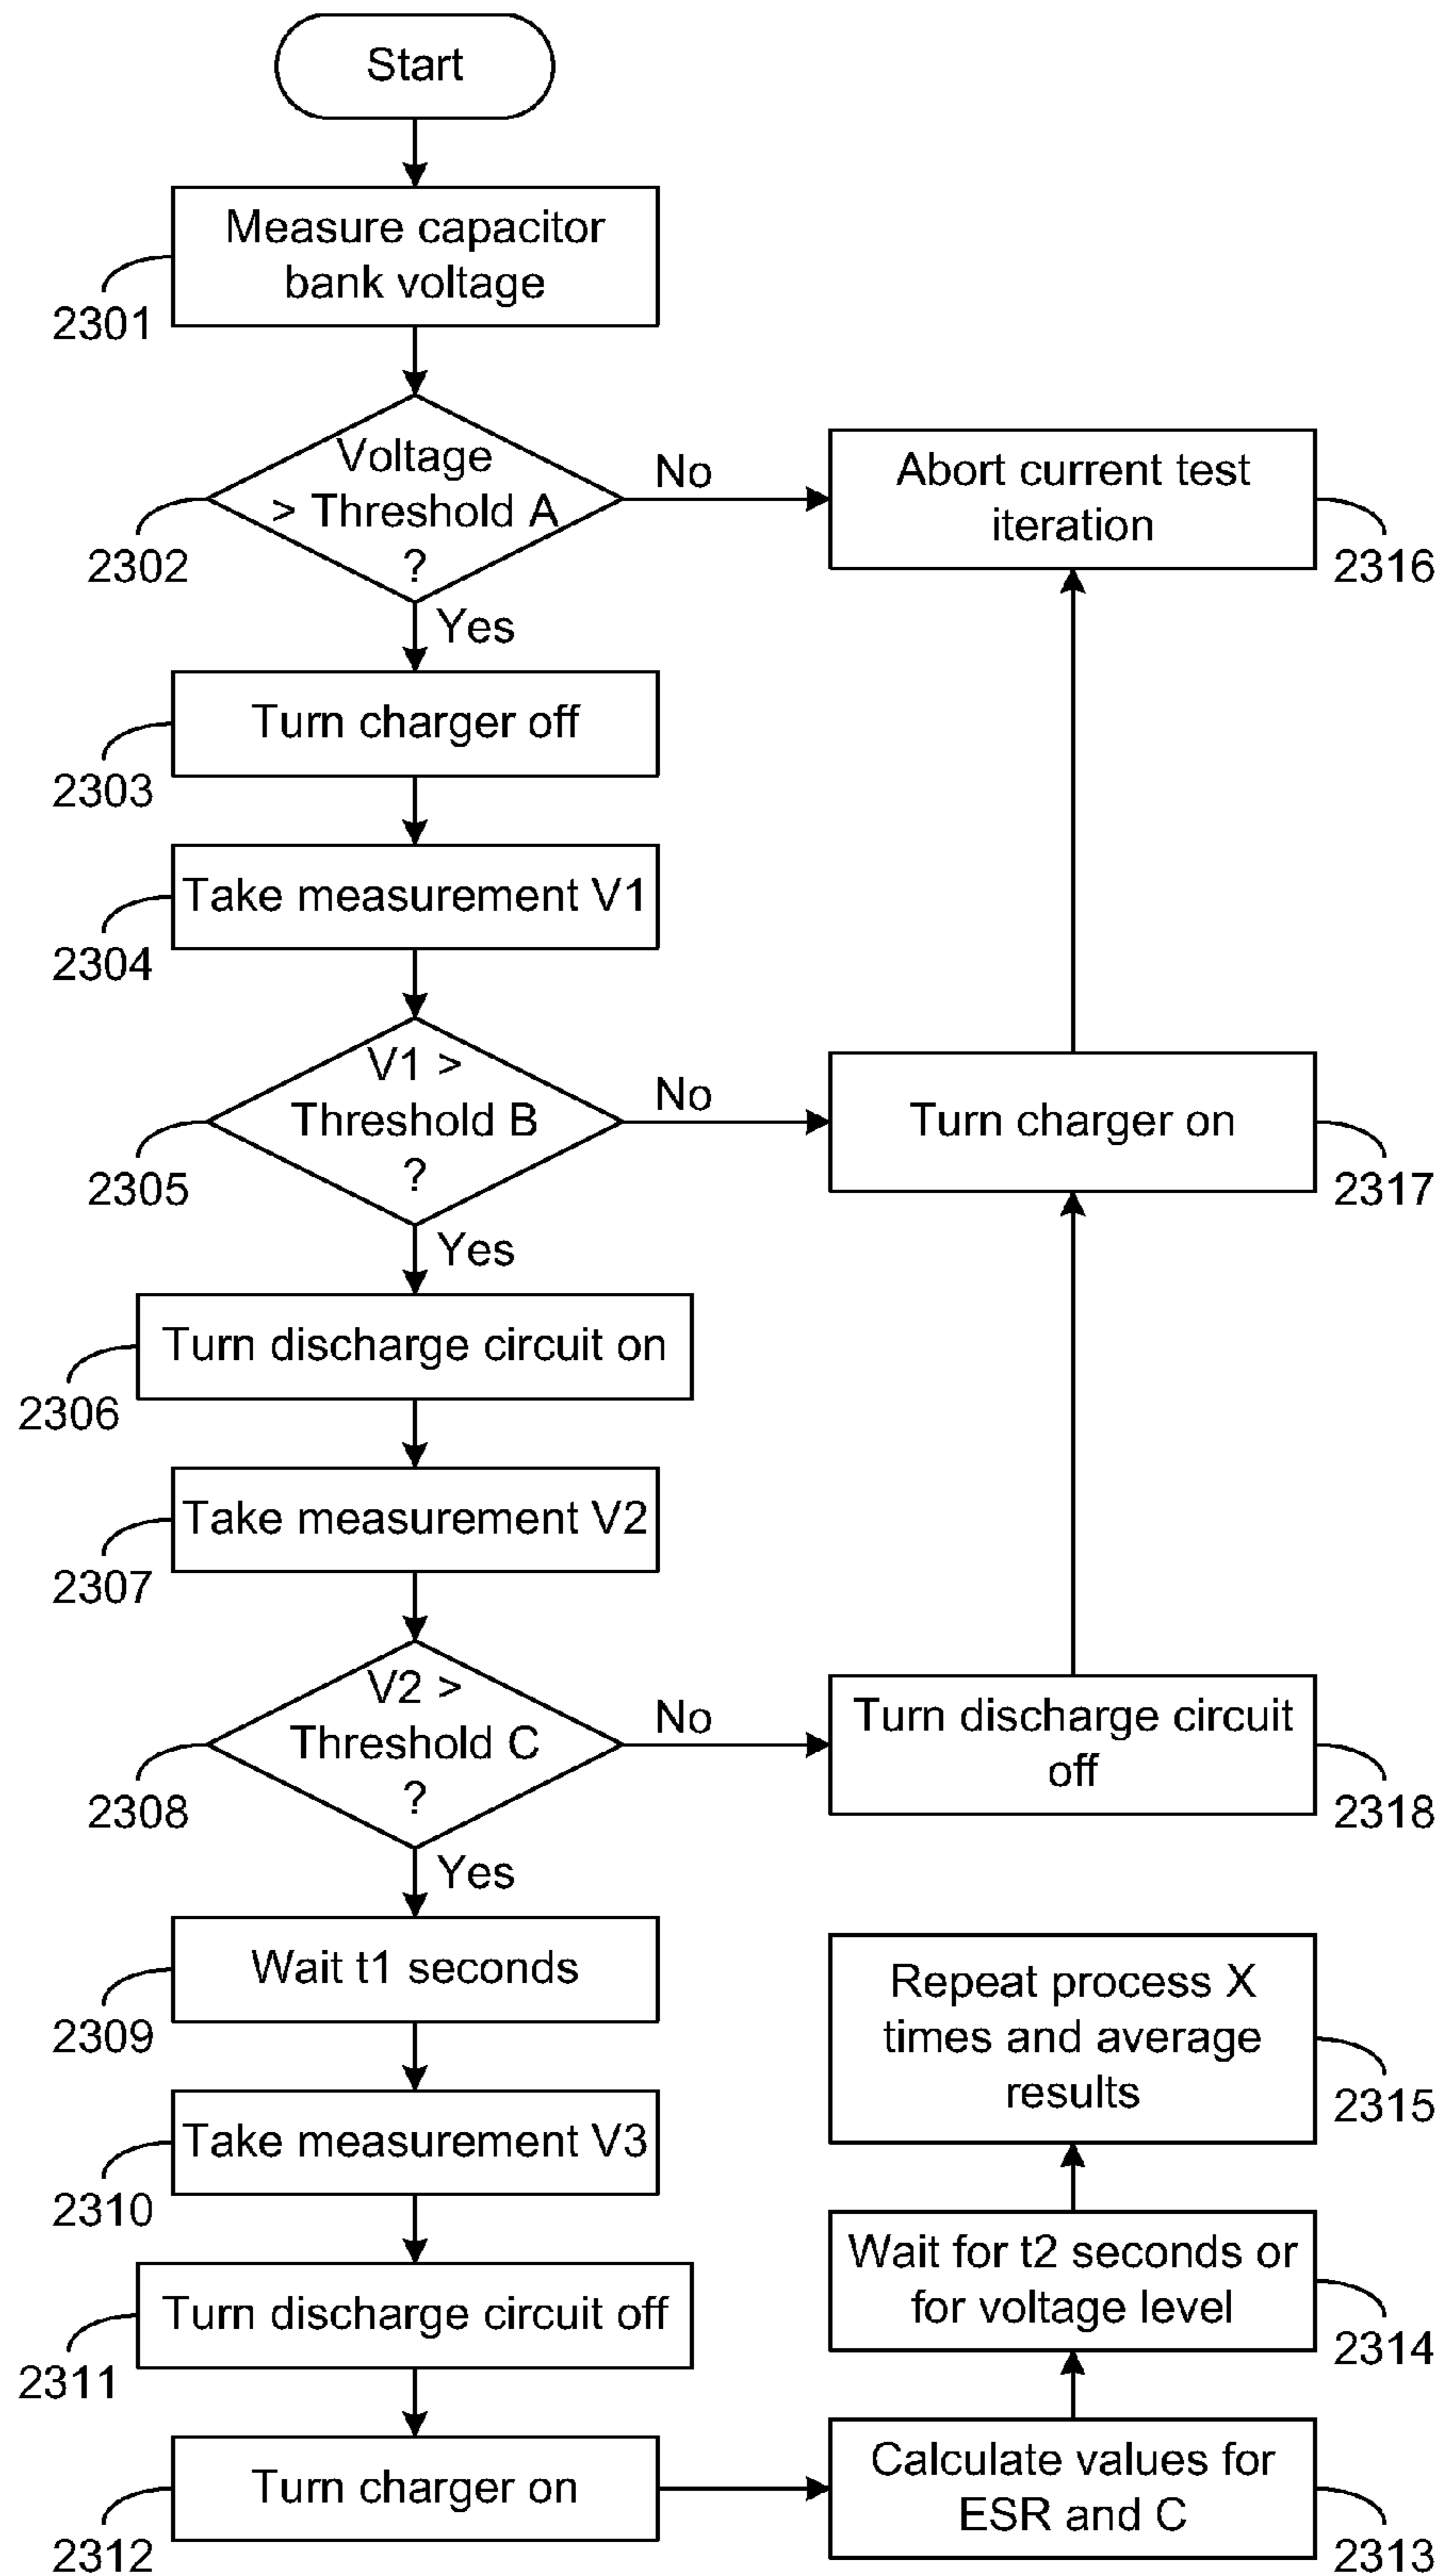 Start
Measure capacitor
bank voltage
2301
Voltage
> Threshold A
?
2302
No
Abort current test
iteration
2316
Yes
Turn charger off
2303
Take measurement V1
2304
V1 >
Threshold B
?
2305
No
Turn charger on
2317
Yes
Turn discharge circuit on
2306
Take measurement V2
2307
V2 >
Threshold C
?
2308
No
Turn discharge circuit
off
2318
Yes
Wait t1 seconds
2309
Take measurement V3
2310
Turn discharge circuit off
2311
Turn charger on
2312
Calculate values for
ESR and C
2313
Wait for t2 seconds or
for voltage level
2314
Repeat process X
times and average
results
2315